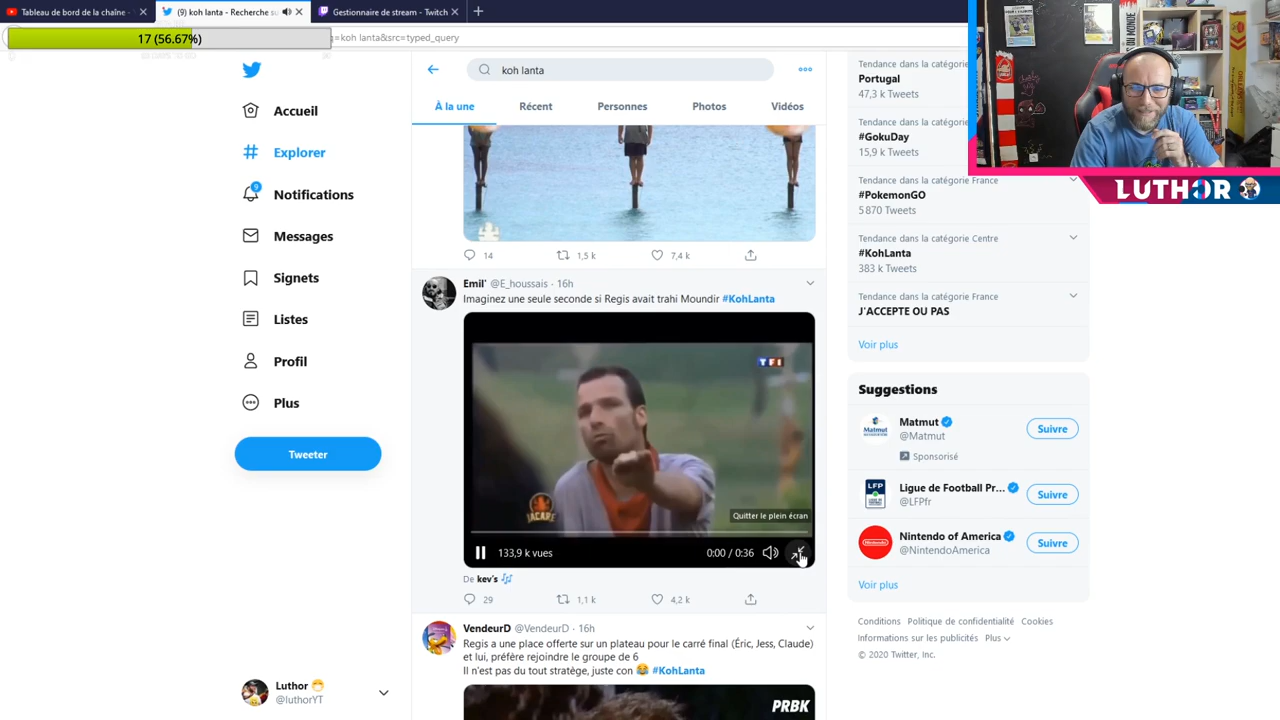 Tableau de bord de la chaîne -
(9) koh lanta - Recherche su
Gestionnaire de stream - Twitch
17 (56.67%)
=koh lanta&src=typed_query
koh lanta
À la une
Récent
Personnes
Photos
Vidéos
Accueil
Explorer
9
Notifications
Messages
Signets
Listes
Profil
Plus
Tweeter
Luthor
@luthorYT
14
1,5 k
7,4 k
Emil' @E_houssais · 16h
Imaginez une seule seconde si Regis avait trahi Moundir #KohLanta
TF1
JACARE
Quitter le plein écran
133,9 k vues
0:00 / 0:36
De kev's
29
1,1 k
4,2 k
VendeurD @VendeurD · 16h
Regis a une place offerte sur un plateau pour le carré final (Éric, Jess, Claude)
et lui, préfère rejoindre le groupe de 6
Il n'est pas du tout stratège, juste con 😂 #KohLanta
PRBK
Tendance dans la catégorie
Portugal
47,3 k Tweets
Tendance dans la catégorie
#GokuDay
15,9 k Tweets
Tendance dans la catégorie France
#PokemonGO
5 870 Tweets
Tendance dans la catégorie Centre
#KohLanta
383 k Tweets
Tendance dans la catégorie France
J'ACCEPTE OU PAS
Voir plus
Suggestions
Matmut
@Matmut
Suivre
Sponsorisé
LFP
Ligue de Football Pr...
@LFPfr
Suivre
Nintendo
Nintendo of America
@NintendoAmerica
Suivre
Voir plus
Conditions Politique de confidentialité Cookies
Informations sur les publicités Plus
© 2020 Twitter, Inc.
LUTHOR